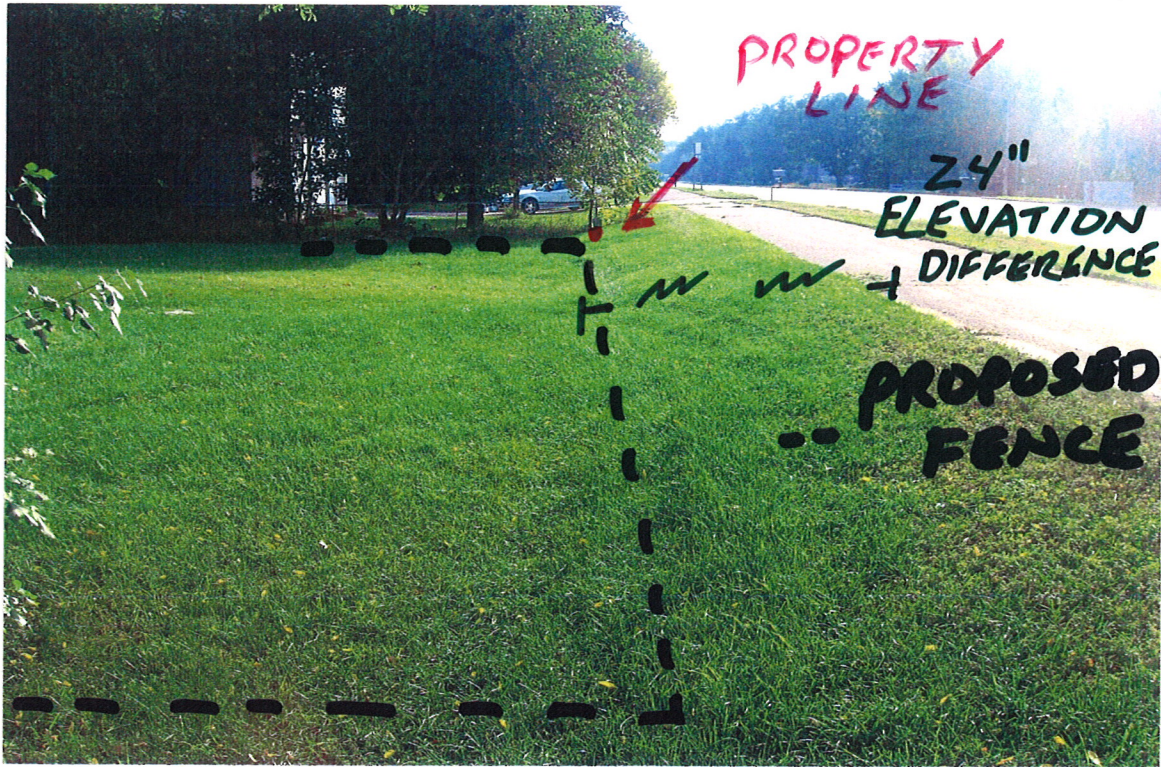 PROPERTY
LINE
24"
ELEVATION
DIFFERENCE
PROPOSED
FENCE